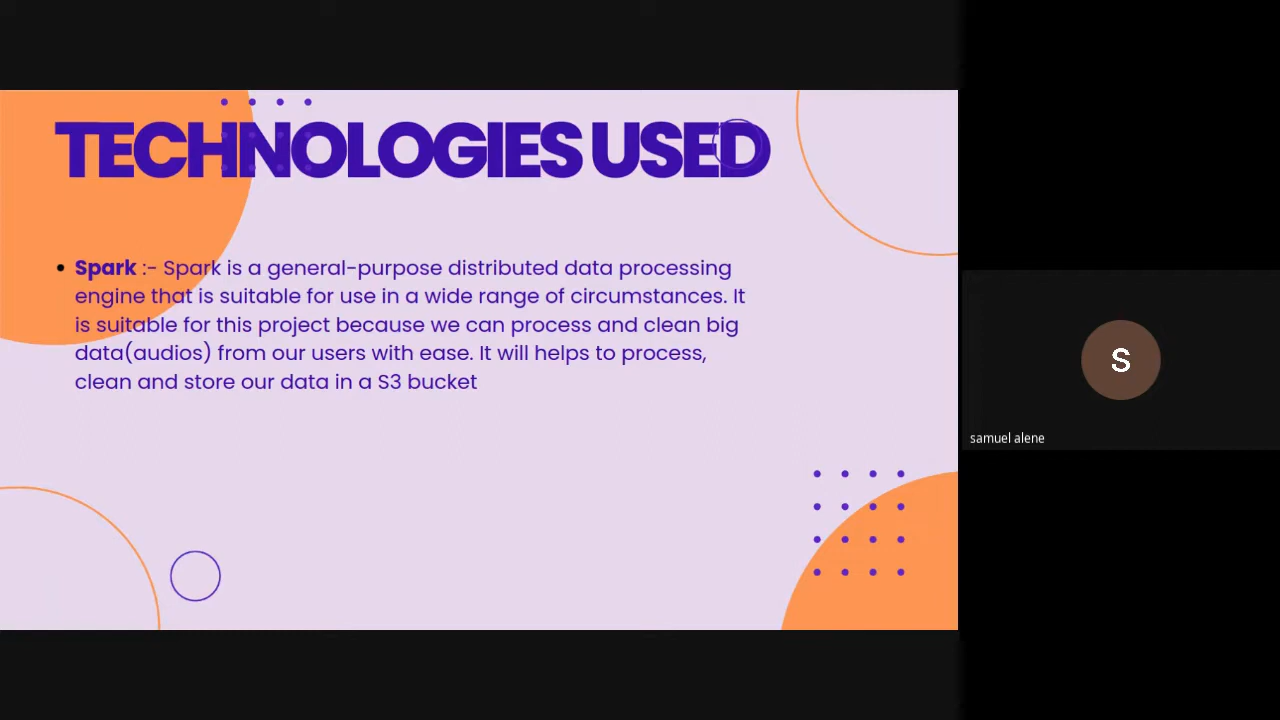 TECHNOLOGIES USED
• Spark :- Spark is a general-purpose distributed data processing
engine that is suitable for use in a wide range of circumstances. It
is suitable for this project because we can process and clean big
data(audios) from our users with ease. It will helps to process,
clean and store our data in a S3 bucket
S
samuel alene